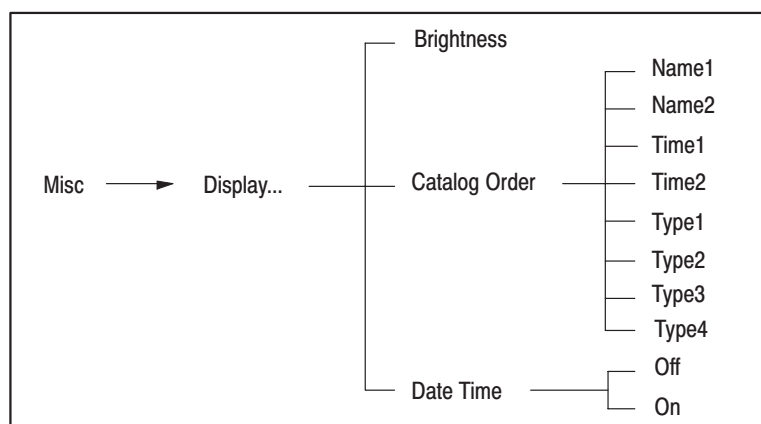 Brightness
Name1
Name2
Time1
Misc
Display...
Catalog Order
Time2
Type1
Type2
Type3
Type4
Date Time
Off
On